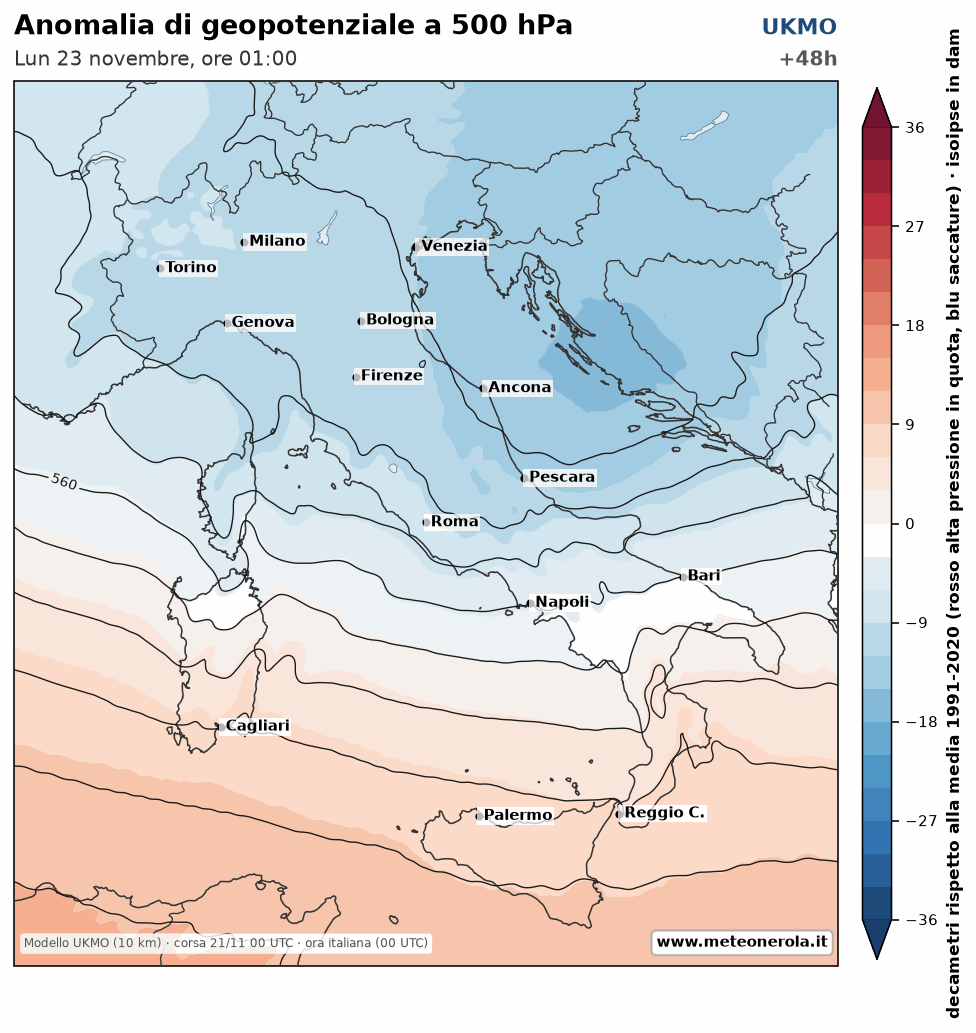 Anomalia di geopotenziale a 500 hPa
UKMO
Lun 23 novembre, ore 01:00
+48h
Milano
Venezia
Torino
Genova
Bologna
Firenze
Ancona
560
Pescara
Roma
Bari
Napoli
Cagliari
Palermo
Reggio C.
Modello UKMO (10 km) · corsa 21/11 00 UTC · ora italiana (00 UTC)
www.meteonerola.it
36
27
18
9
0
−9
−18
−27
−36
decametri rispetto alla media 1991-2020 (rosso alta pressione in quota, blu saccature) · isoipse in dam